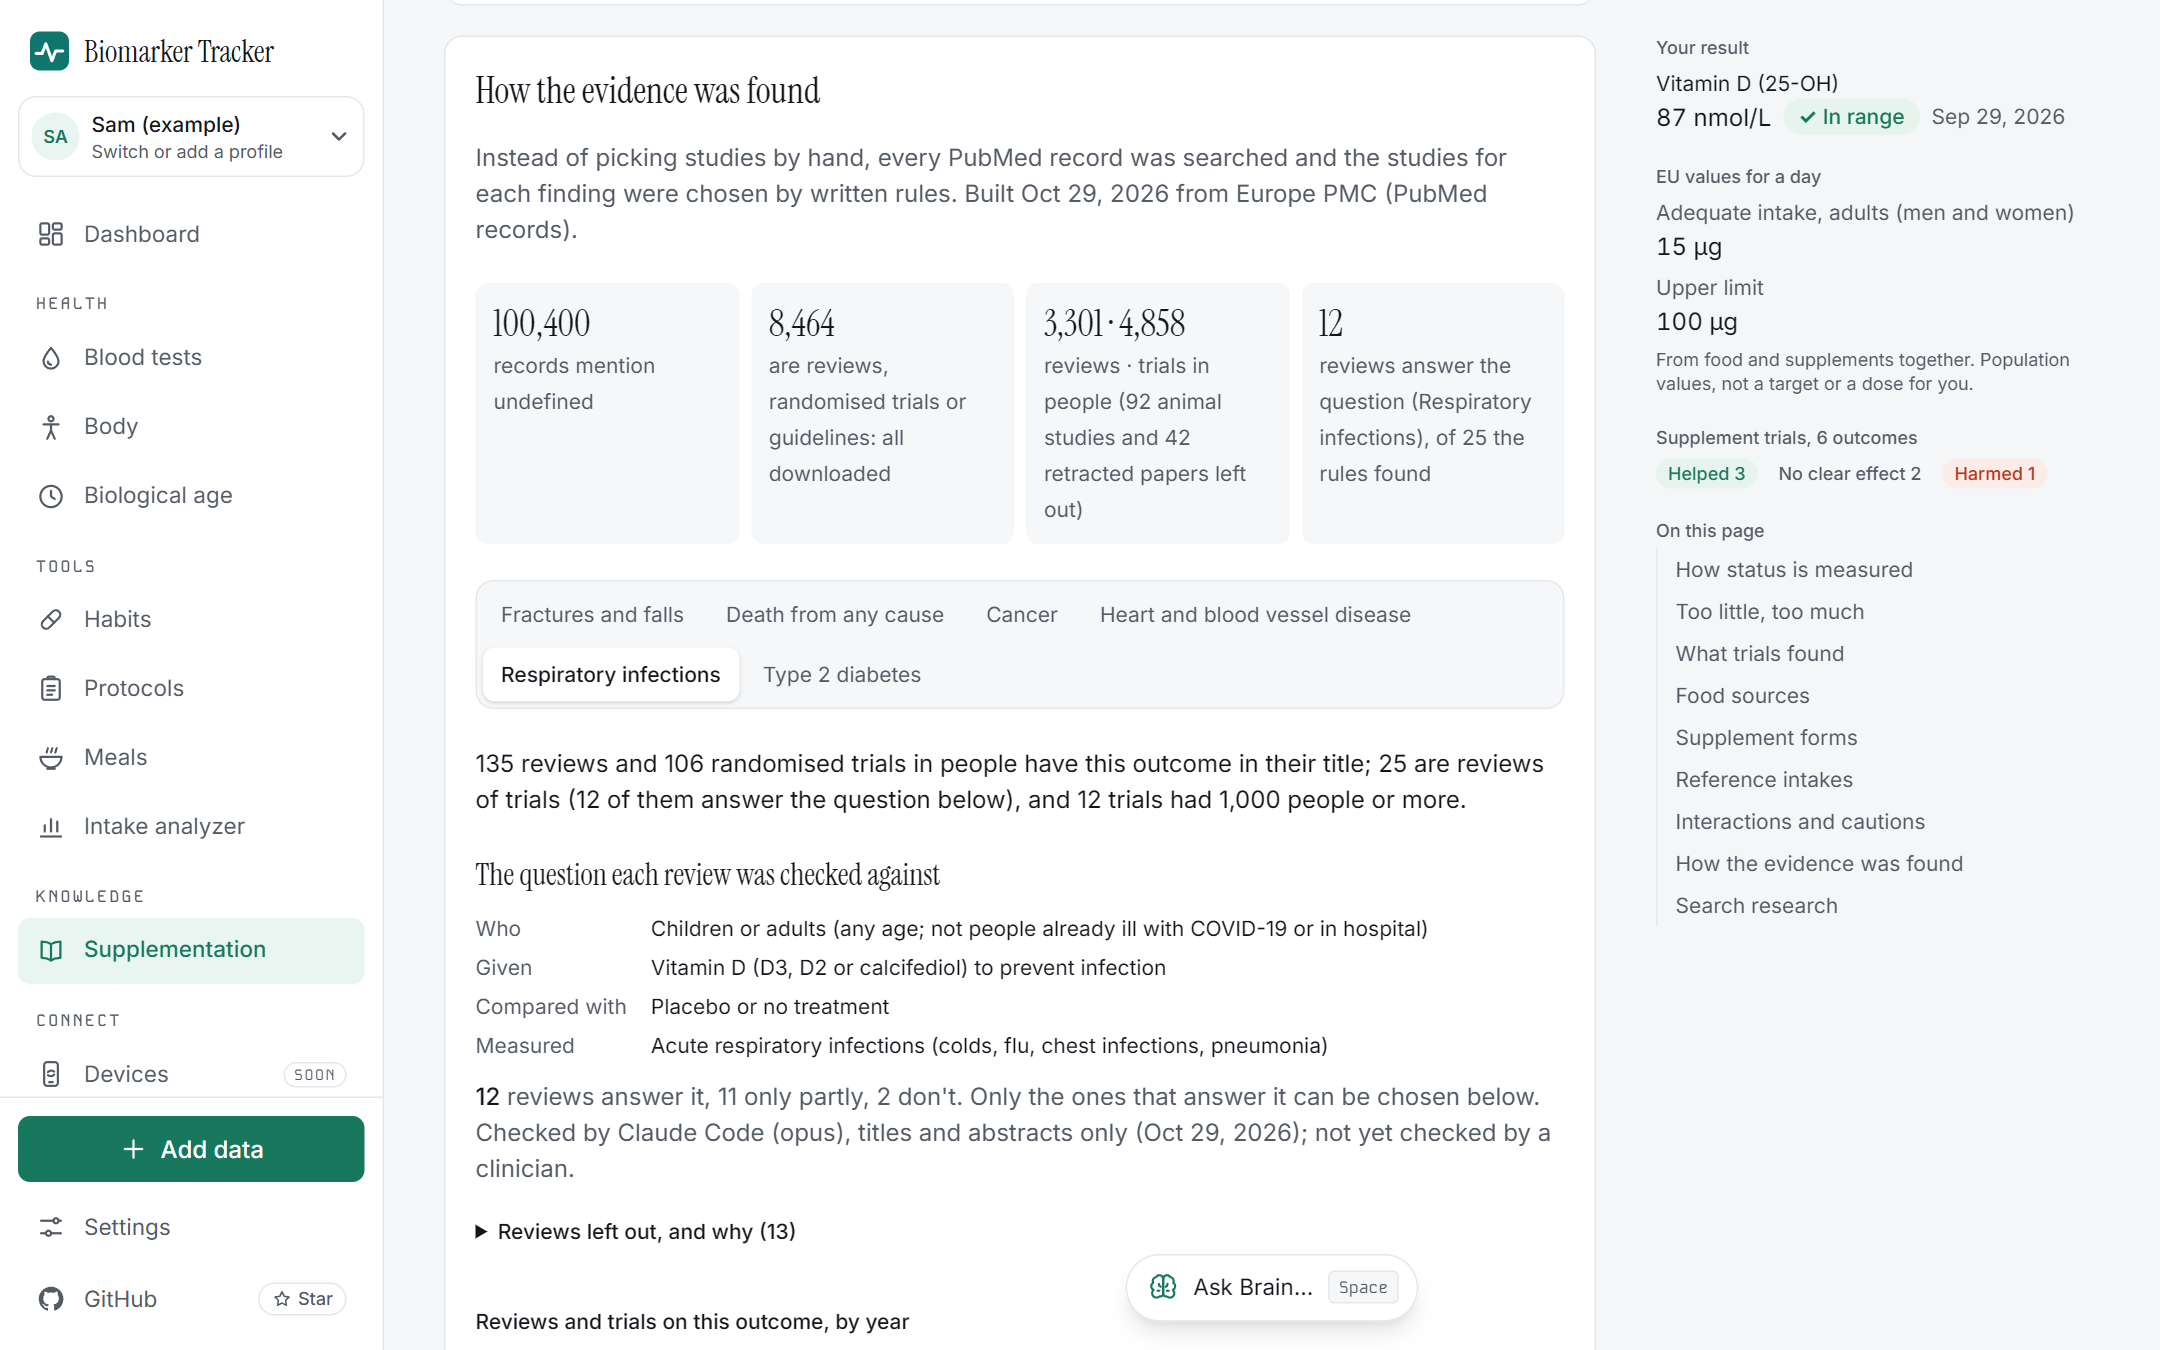 Biomarker Tracker
SA
Sam (example)
Switch or add a profile
Dashboard
HEALTH
Blood tests
Body
Biological age
TOOLS
Habits
Protocols
Meals
Intake analyzer
KNOWLEDGE
Supplementation
CONNECT
Devices
SOON
Add data
Settings
GitHub
Star
How the evidence was found
Instead of picking studies by hand, every PubMed record was searched and the studies for
each finding were chosen by written rules. Built Oct 29, 2026 from Europe PMC (PubMed
records).
100,400
records mention
undefined
8,464
are reviews,
randomised trials or
guidelines: all
downloaded
3,301 · 4,858
reviews · trials in
people (92 animal
studies and 42
retracted papers left
out)
12
reviews answer the
question (Respiratory
infections), of 25 the
rules found
Fractures and falls
Death from any cause
Cancer
Heart and blood vessel disease
Respiratory infections
Type 2 diabetes
135 reviews and 106 randomised trials in people have this outcome in their title; 25 are reviews
of trials (12 of them answer the question below), and 12 trials had 1,000 people or more.
The question each review was checked against
Who Children or adults (any age; not people already ill with COVID-19 or in hospital)
Given Vitamin D (D3, D2 or calcifediol) to prevent infection
Compared with Placebo or no treatment
Measured Acute respiratory infections (colds, flu, chest infections, pneumonia)
12 reviews answer it, 11 only partly, 2 don't. Only the ones that answer it can be chosen below.
Checked by Claude Code (opus), titles and abstracts only (Oct 29, 2026); not yet checked by a
clinician.
Reviews left out, and why (13)
Reviews and trials on this outcome, by year
Ask Brain...
Space
Your result
Vitamin D (25-OH)
87 nmol/L In range Sep 29, 2026
EU values for a day
Adequate intake, adults (men and women)
15 µg
Upper limit
100 µg
From food and supplements together. Population
values, not a target or a dose for you.
Supplement trials, 6 outcomes
Helped 3 No clear effect 2 Harmed 1
On this page
How status is measured
Too little, too much
What trials found
Food sources
Supplement forms
Reference intakes
Interactions and cautions
How the evidence was found
Search research